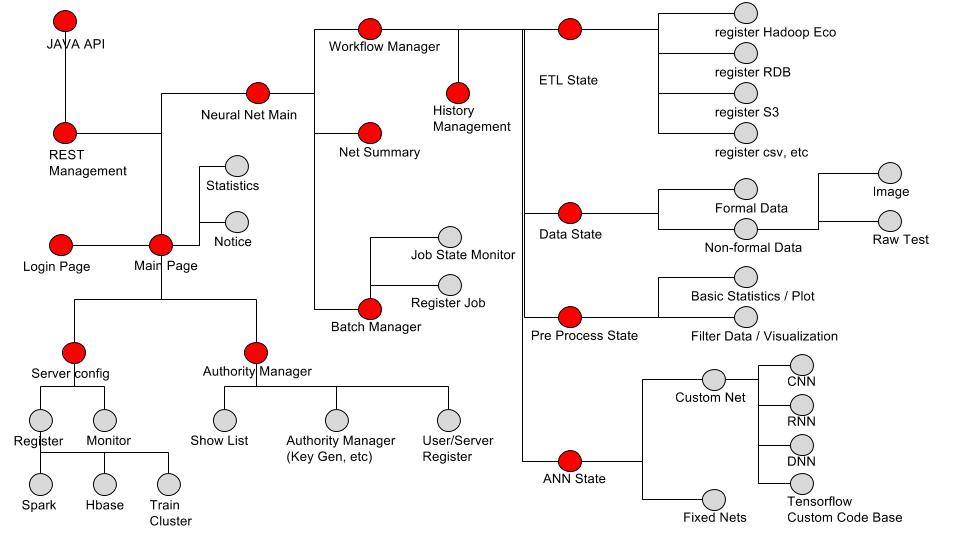 JAVA API
REST
Management
Login Page
Main Page
Statistics
Notice
Neural Net Main
Workflow Manager
History
Management
Net Summary
Job State Monitor
Register Job
Batch Manager
Server config
Register
Monitor
Spark
Hbase
Train
Cluster
Authority Manager
Show List
Authority Manager
(Key Gen, etc)
User/Server
Register
ETL State
register Hadoop Eco
register RDB
register S3
register csv, etc
Data State
Formal Data
Non-formal Data
Image
Raw Test
Pre Process State
Basic Statistics / Plot
Filter Data / Visualization
ANN State
Custom Net
CNN
RNN
DNN
Tensorflow
Custom Code Base
Fixed Nets